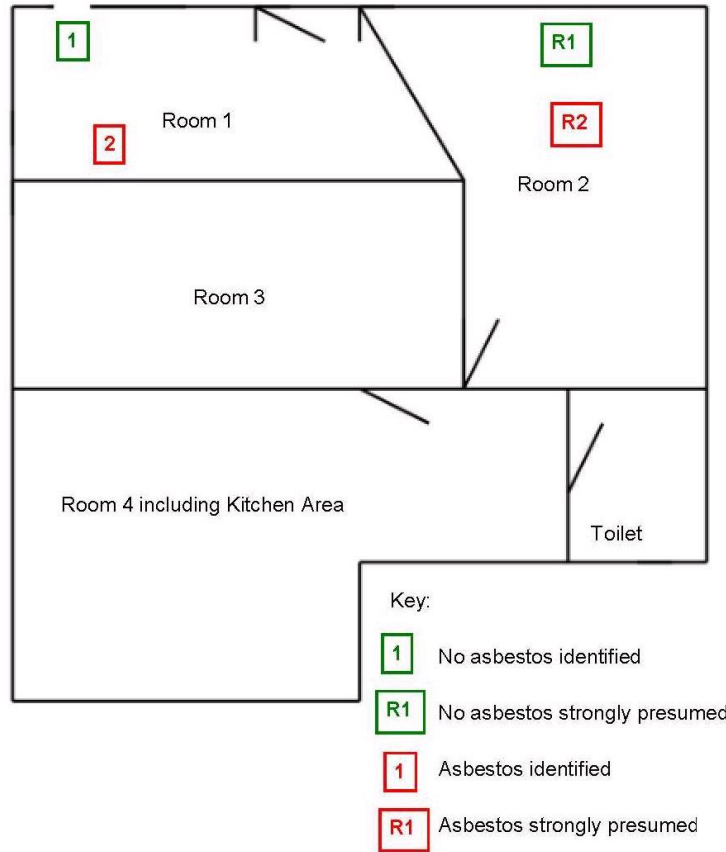 1
R1
Room 1
R2
2
Room 2
Room 3
Room 4 including Kitchen Area
Toilet
Key:
1 No asbestos identified
R1 No asbestos strongly presumed
1 Asbestos identified
R1 Asbestos strongly presumed